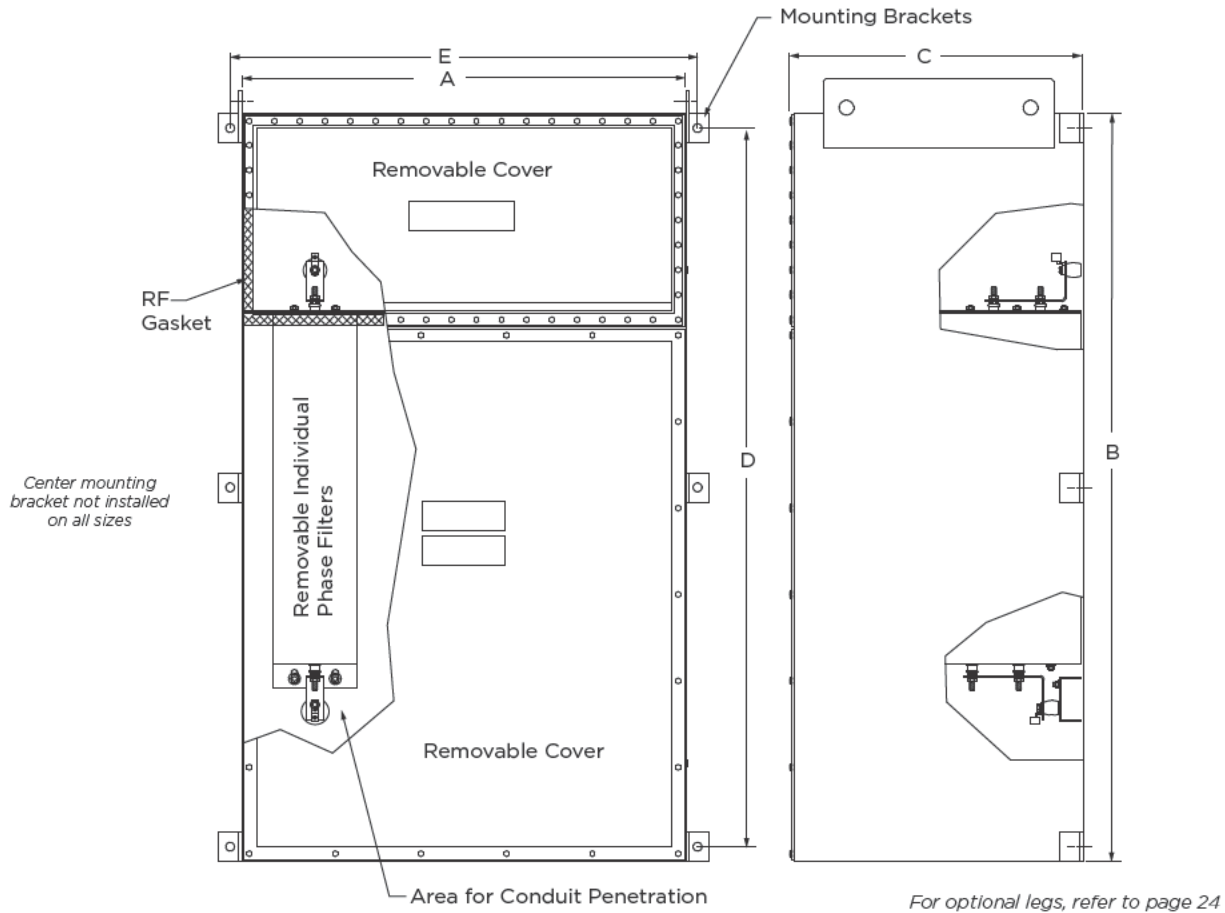 Mounting Brackets
E
A
C
Removable Cover
RF
Gasket
Removable Individual
Phase Filters
D
B
Center mounting
bracket not installed
on all sizes
Removable Cover
Area for Conduit Penetration
For optional legs, refer to page 24